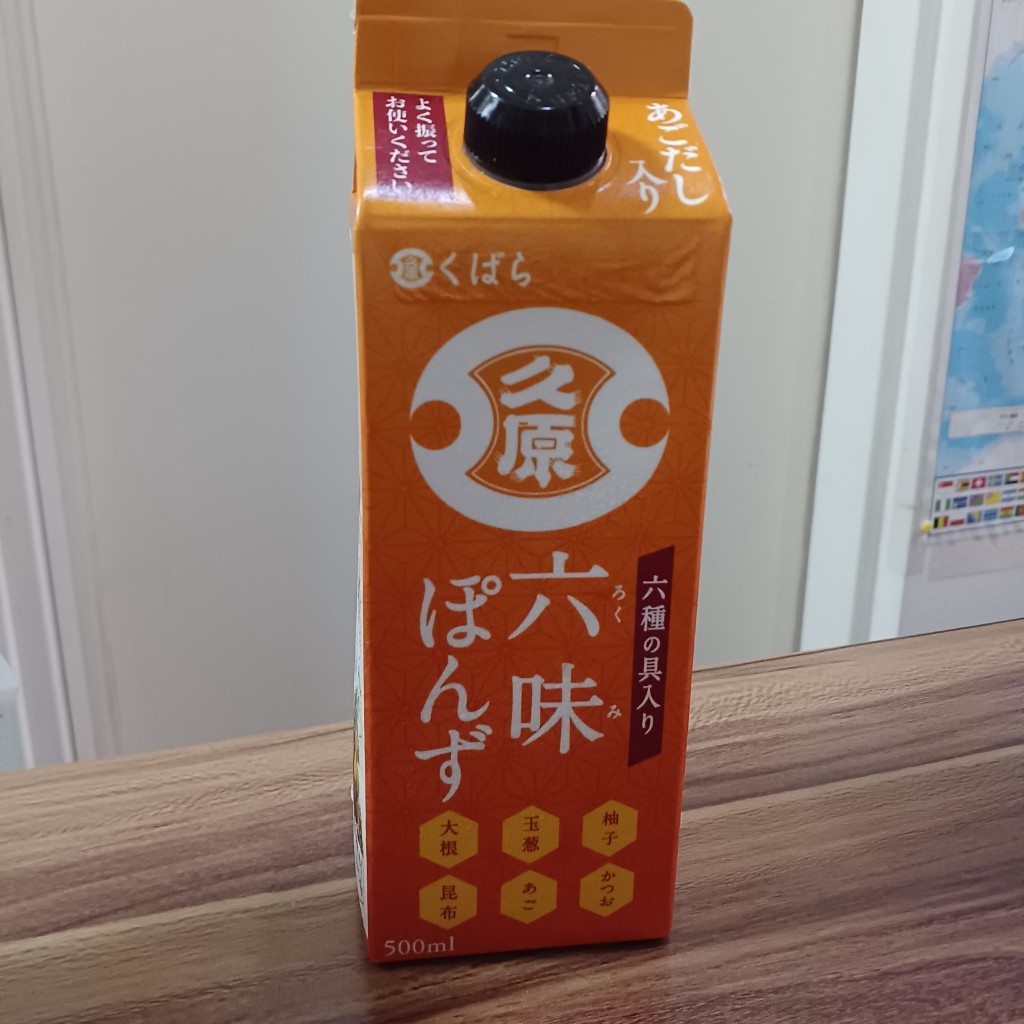 よく振って
お使いください
あごだし
入り
久原
くばら
久原
六種の具入り
六味
ろくみ
ぽんず
柚子
玉葱
大根
かつお
あご
昆布
500ml